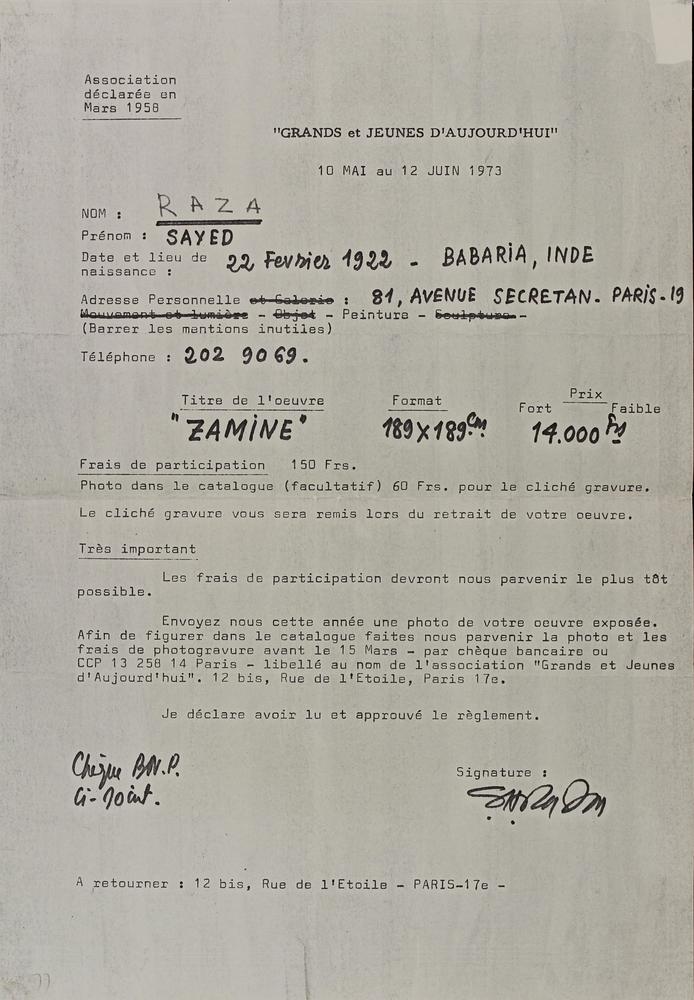 Association
déclarée en
Mars 1958
"GRANDS et JEUNES D'AUJOURD'HUI"
10 MAI au 12 JUIN 1973
NOM : RAZA
Prénom : SAYED
Date et lieu de naissance : 22 Fevrier 1922 - BABARIA, INDE
Adresse Personnelle et Galerie : 81, AVENUE SECRETAN. PARIS-19
Mouvement et lumière - Objet - Peinture - Sculpture -
(Barrer les mentions inutiles)
Téléphone : 202 90 69.
Prix
Titre de l'oeuvre Format Fort Faible
"ZAMINE" 189 X 189 cm 14.000 Frs
Frais de participation 150 Frs.
Photo dans le catalogue (facultatif) 60 Frs. pour le cliché gravure.
Le cliché gravure vous sera remis lors du retrait de votre oeuvre.
Très important
Les frais de participation devront nous parvenir le plus tôt
possible.
Envoyez nous cette année une photo de votre oeuvre exposée.
Afin de figurer dans le catalogue faites nous parvenir la photo et les
frais de photogravure avant le 15 Mars - par chèque bancaire ou
CCP 13 258 14 Paris - libellé au nom de l'association "Grands et Jeunes
d'Aujourd'hui". 12 bis, Rue de l'Etoile, Paris 17e.
Je déclare avoir lu et approuvé le règlement.
Chèque B.N.P.
Ci-joint.
Signature :
A retourner : 12 bis, Rue de l'Etoile - PARIS-17e -